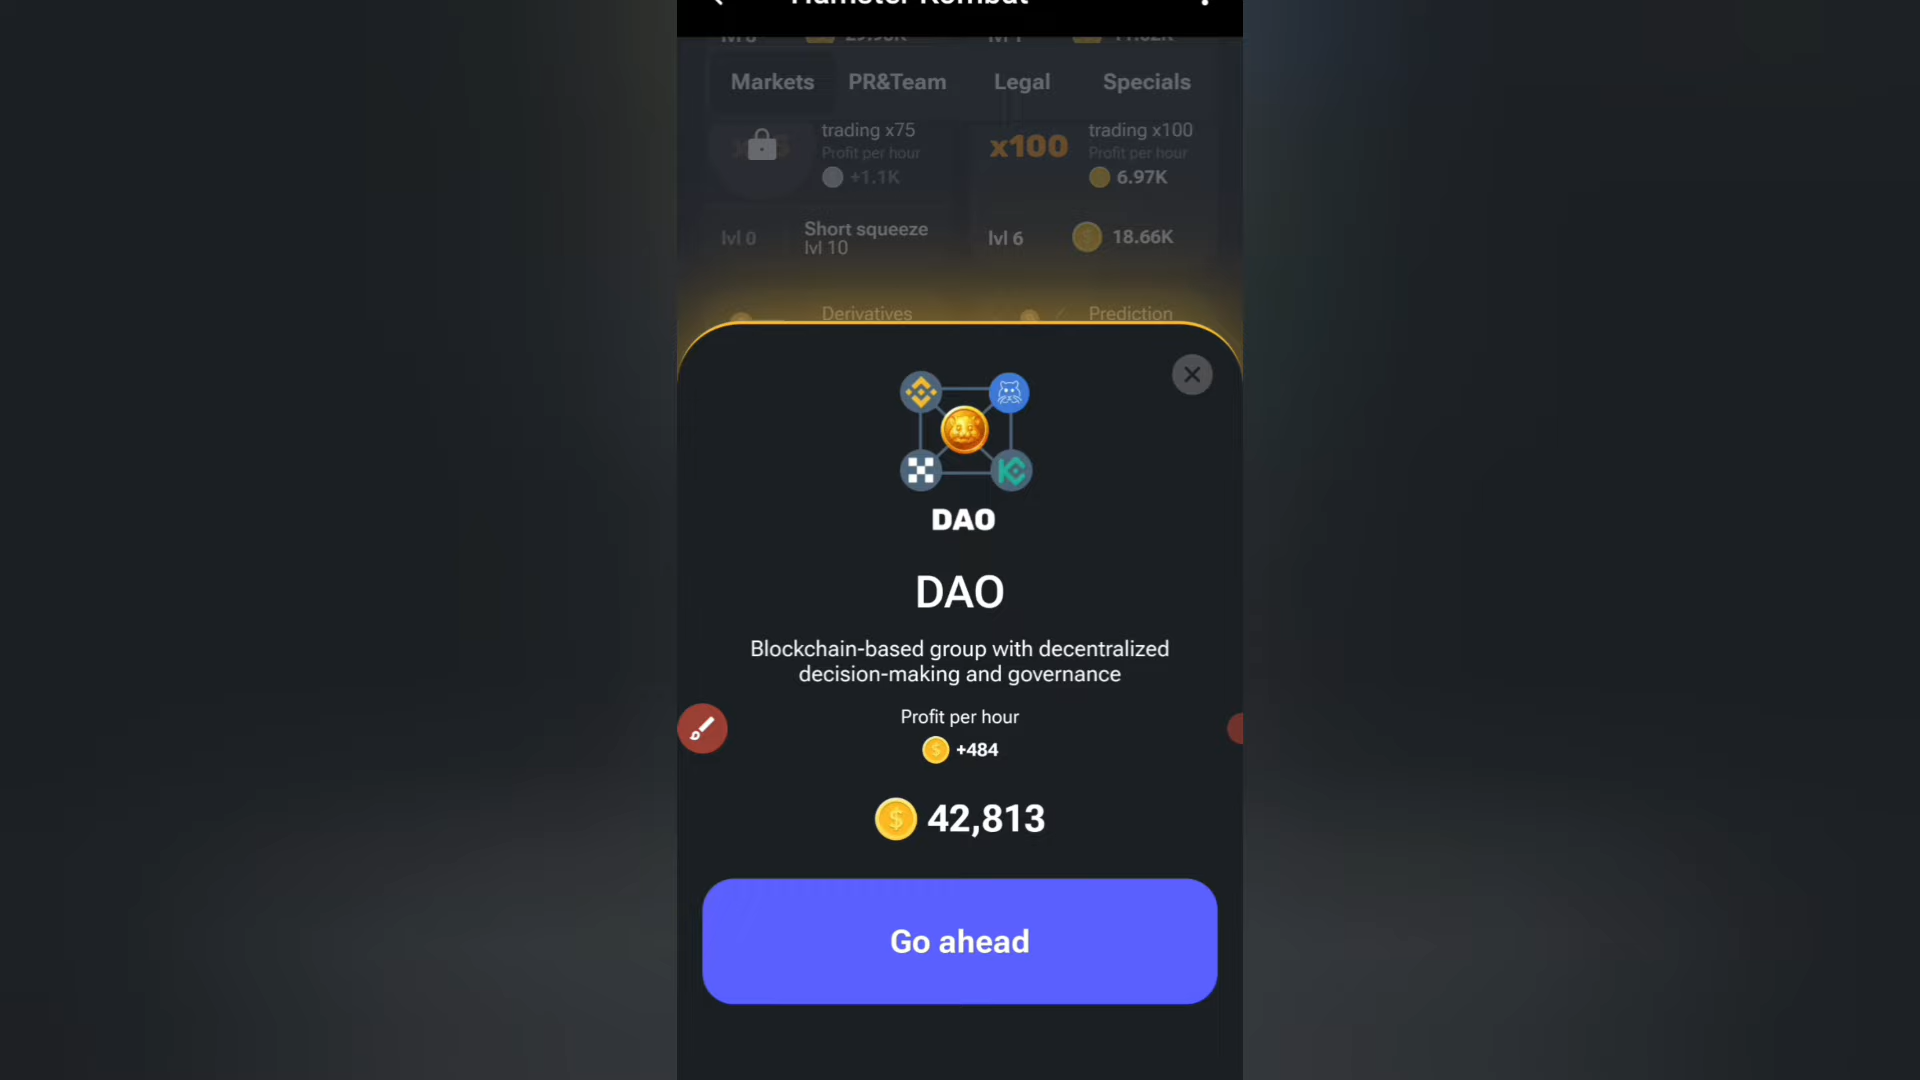 Hamster Kombat
Markets PR&Team Legal Specials
trading x75
Profit per hour
+1.1K
x100
trading x100
Profit per hour
6.97K
lvl 0
Short squeeze
lvl 10
lvl 6
18.66K
Derivatives
Prediction
DAO
DAO
Blockchain-based group with decentralized
decision-making and governance
Profit per hour
+484
42,813
Go ahead